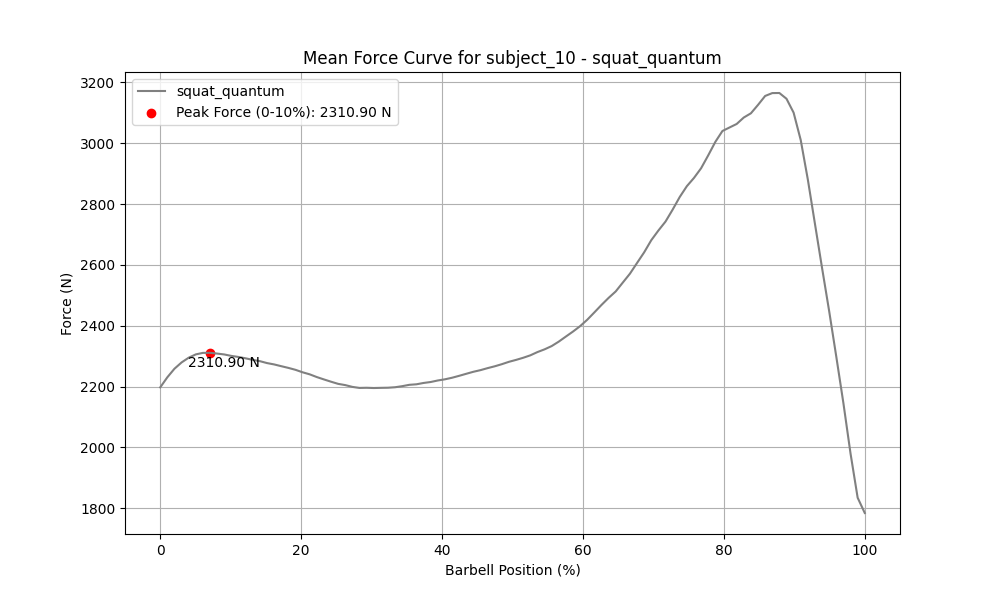 Mean Force Curve for subject_10 - squat_quantum
squat_quantum
Peak Force (0-10%): 2310.90 N
3200
3000
2800
2600
2400
2200
2000
1800
Force (N)
2310.90 N
0 20 40 60 80 100
Barbell Position (%)